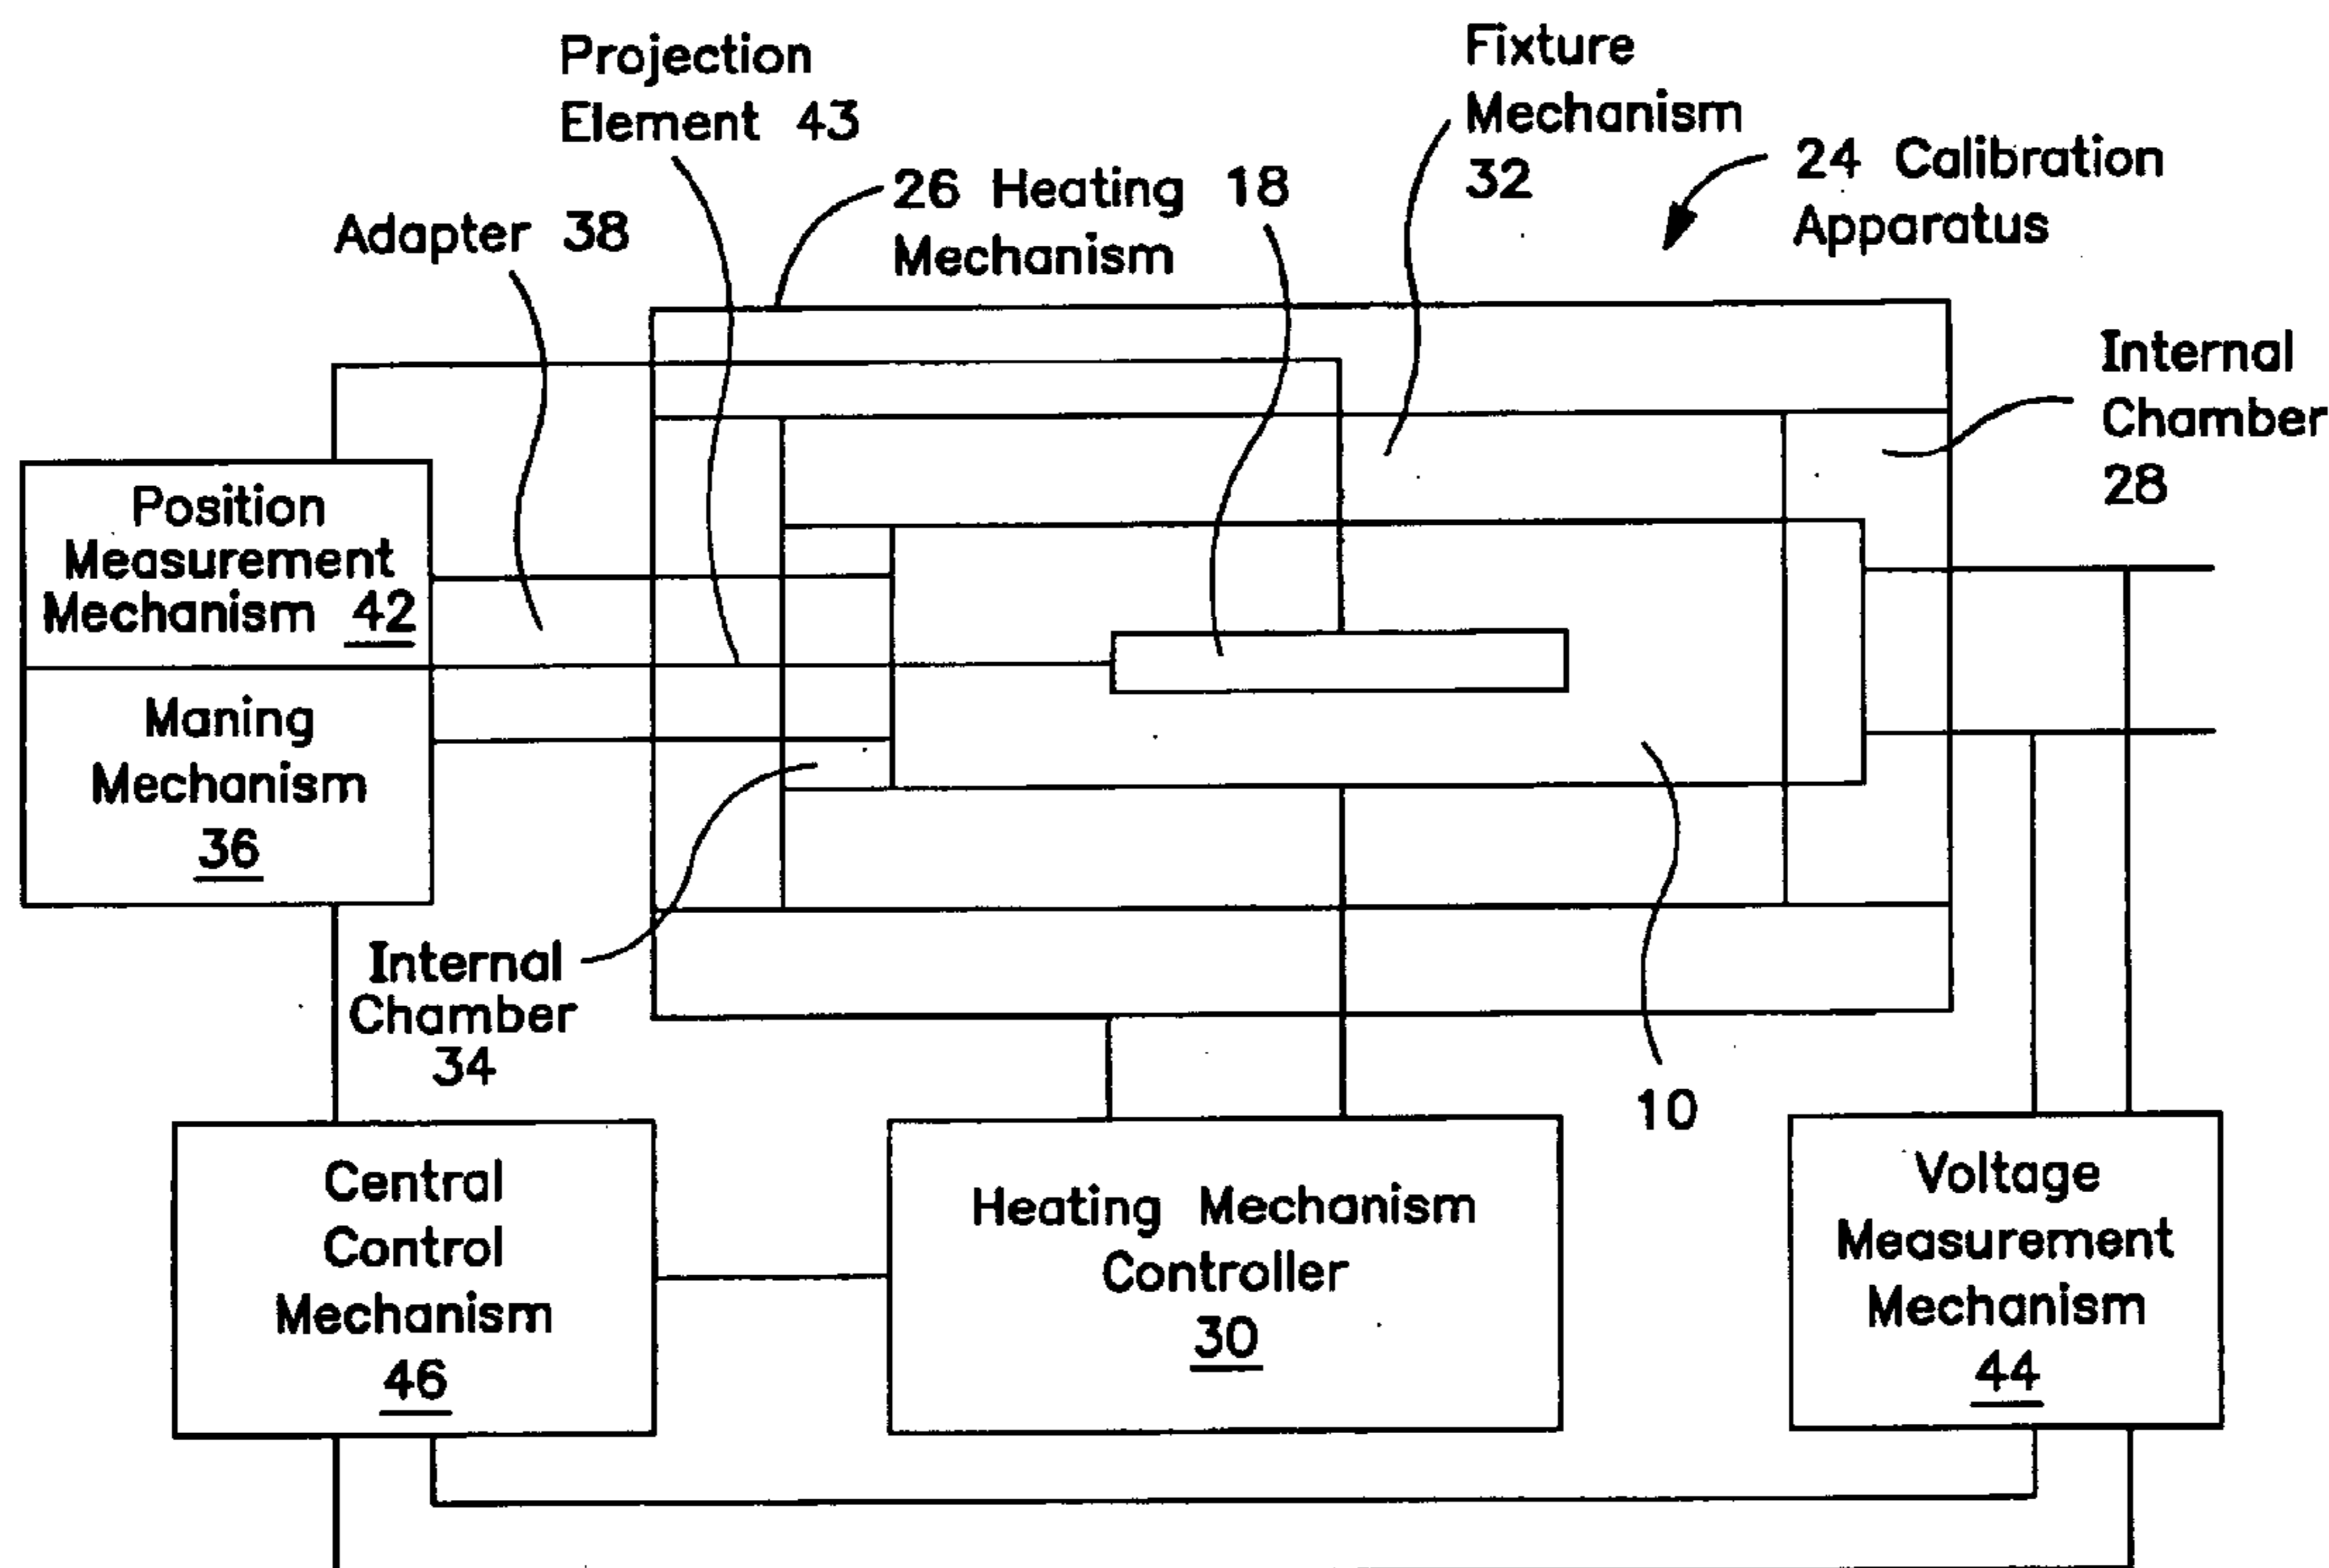 Projection
Element 43
Fixture
Mechanism
32
24 Calibration
Apparatus
26 Heating
Mechanism
18
Adapter 38
Internal
Chamber
28
Position
Measurement
Mechanism 42
Maning
Mechanism
36
Internal
Chamber
34
10
Central
Control
Mechanism
46
Heating Mechanism
Controller
30
Voltage
Measurement
Mechanism
44